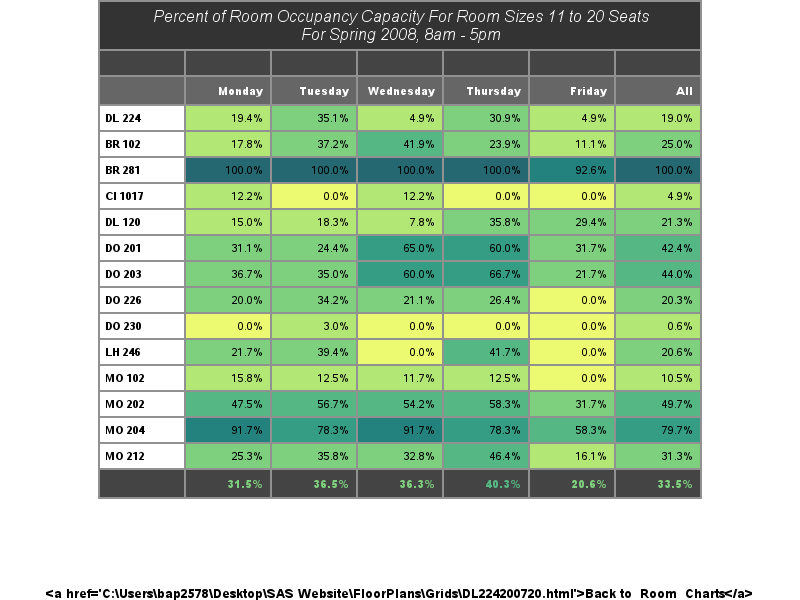 Percent of Room Occupancy Capacity For Room Sizes 11 to 20 Seats
For Spring 2008, 8am - 5pm
Monday Tuesday Wednesday Thursday Friday All
DL 224 19.4% 35.1% 4.9% 30.9% 4.9% 19.0%
BR 102 17.8% 37.2% 41.9% 23.9% 11.1% 25.0%
BR 281 100.0% 100.0% 100.0% 100.0% 92.6% 100.0%
CI 1017 12.2% 0.0% 12.2% 0.0% 0.0% 4.9%
DL 120 15.0% 18.3% 7.8% 35.8% 29.4% 21.3%
DO 201 31.1% 24.4% 65.0% 60.0% 31.7% 42.4%
DO 203 36.7% 35.0% 60.0% 66.7% 21.7% 44.0%
DO 226 20.0% 34.2% 21.1% 26.4% 0.0% 20.3%
DO 230 0.0% 3.0% 0.0% 0.0% 0.0% 0.6%
LH 246 21.7% 39.4% 0.0% 41.7% 0.0% 20.6%
MO 102 15.8% 12.5% 11.7% 12.5% 0.0% 10.5%
MO 202 47.5% 56.7% 54.2% 58.3% 31.7% 49.7%
MO 204 91.7% 78.3% 91.7% 78.3% 58.3% 79.7%
MO 212 25.3% 35.8% 32.8% 46.4% 16.1% 31.3%
31.5% 36.5% 36.3% 40.3% 20.6% 33.5%
<a href='C:\Users\bap2578\Desktop\SAS Website\FloorPlans\Grids\DL224200720.html'>Back to Room Charts</a>